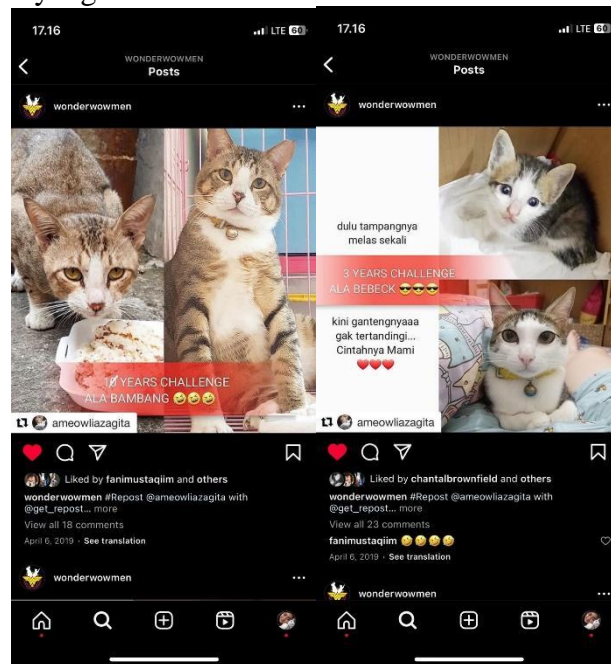 17.16
LTE 60
WONDERWOWMEN
Posts
wonderwowmen
YEARS CHALLENGE
ALA BAMBANG 🤣🤣🤣
ameowliazagita
Liked by fanimustaqiim and others
wonderwowmen #Repost @ameowliazagita with
@get_repost... more
View all 18 comments
April 6, 2019 · See translation
wonderwowmen
17.16
LTE 60
WONDERWOWMEN
Posts
wonderwowmen
dulu tampangnya
melas sekali
3 YEARS CHALLENGE
ALA BEBECK 😎😎😎
kini gantengnyaaa
gak tertandingi...
Cintahnya Mami
❤️❤️❤️
ameowliazagita
Liked by chantalbrownfield and others
wonderwowmen #Repost @ameowliazagita with
@get_repost... more
View all 23 comments
fanimustaqiim 🤣🤣🤣🤣
April 6, 2019 · See translation
wonderwowmen